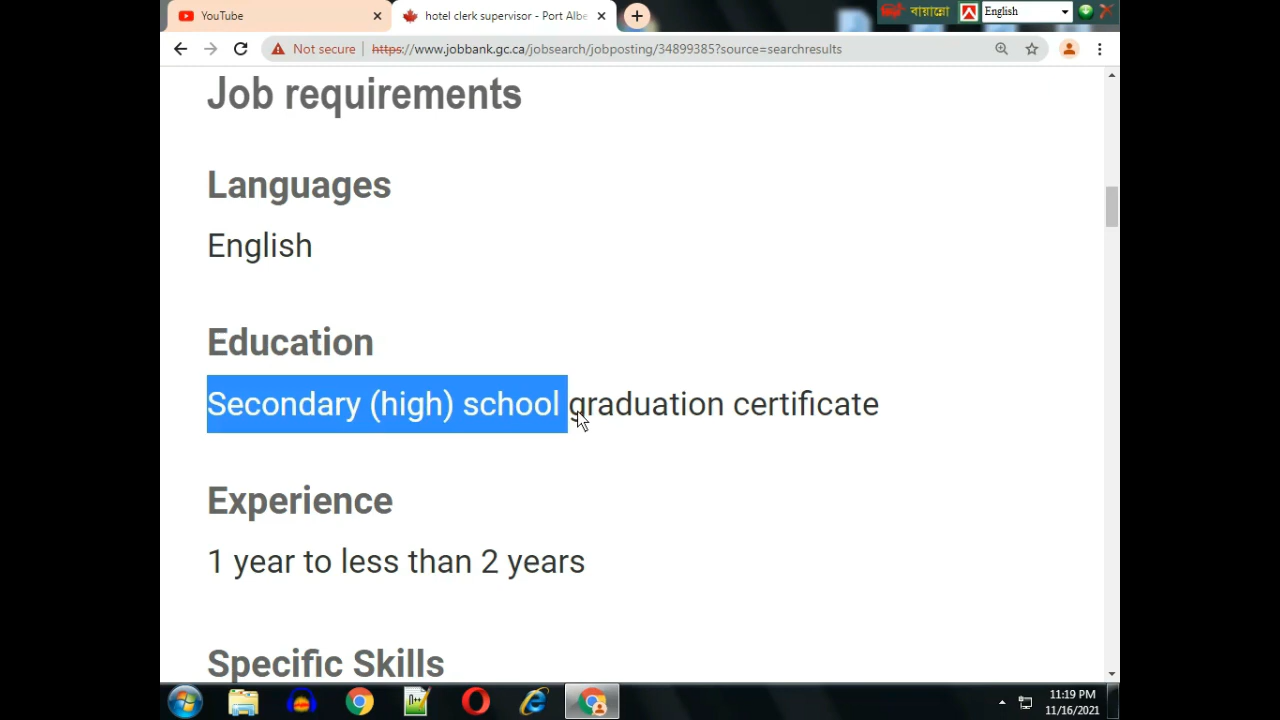 YouTube
hotel clerk supervisor - Port Albe
বায়ান্নো
English
Not secure
https://www.jobbank.gc.ca/jobsearch/jobposting/34899385?source=searchresults
Job requirements
Languages
English
Education
Secondary (high) school graduation certificate
Experience
1 year to less than 2 years
Specific Skills
11:19 PM
11/16/2021